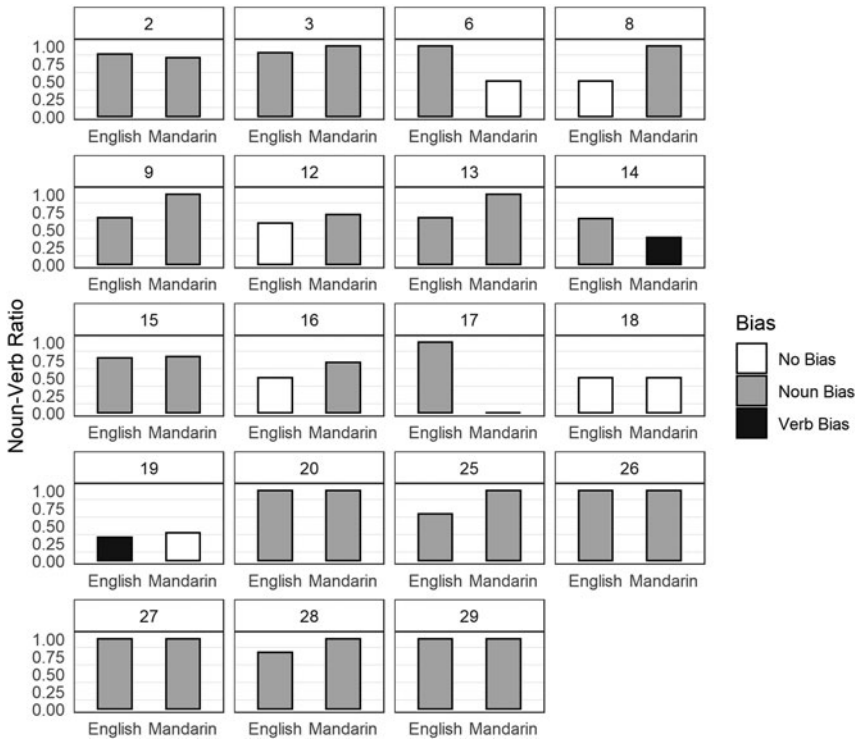 2 3 6 8
1.00
0.75
0.50
0.25
0.00
English Mandarin English Mandarin English Mandarin English Mandarin
9 12 13 14
1.00
0.75
0.50
0.25
0.00
English Mandarin English Mandarin English Mandarin English Mandarin
15 16 17 18
1.00
0.75
0.50
0.25
0.00
English Mandarin English Mandarin English Mandarin English Mandarin
19 20 25 26
1.00
0.75
0.50
0.25
0.00
English Mandarin English Mandarin English Mandarin English Mandarin
27 28 29
1.00
0.75
0.50
0.25
0.00
English Mandarin English Mandarin English Mandarin
Noun-Verb Ratio
Bias
No Bias
Noun Bias
Verb Bias